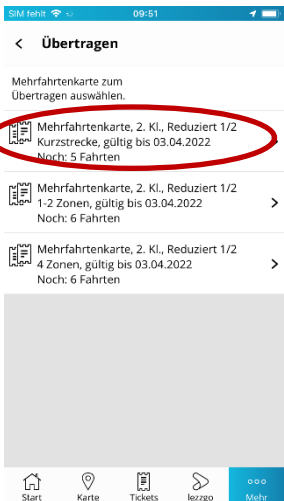 SIM fehlt 09:51
Übertragen
Mehrfahrtenkarte zum
Übertragen auswählen.
Mehrfahrtenkarte, 2. Kl., Reduziert 1/2
Kurzstrecke, gültig bis 03.04.2022
Noch: 5 Fahrten
Mehrfahrtenkarte, 2. Kl., Reduziert 1/2
1-2 Zonen, gültig bis 03.04.2022
Noch: 6 Fahrten
Mehrfahrtenkarte, 2. Kl., Reduziert 1/2
4 Zonen, gültig bis 03.04.2022
Noch: 6 Fahrten
Start Karte Tickets lezzgo Mehr